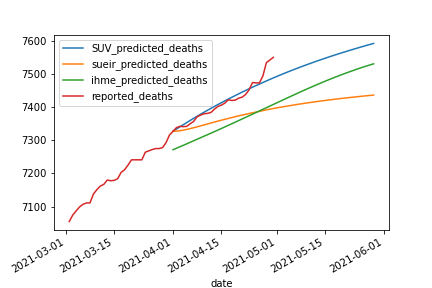 7600
7500
7400
7300
7200
7100
SUV_predicted_deaths
sueir_predicted_deaths
ihme_predicted_deaths
reported_deaths
2021-03-01
2021-03-15
2021-04-01
2021-04-15
2021-05-01
2021-05-15
2021-06-01
date